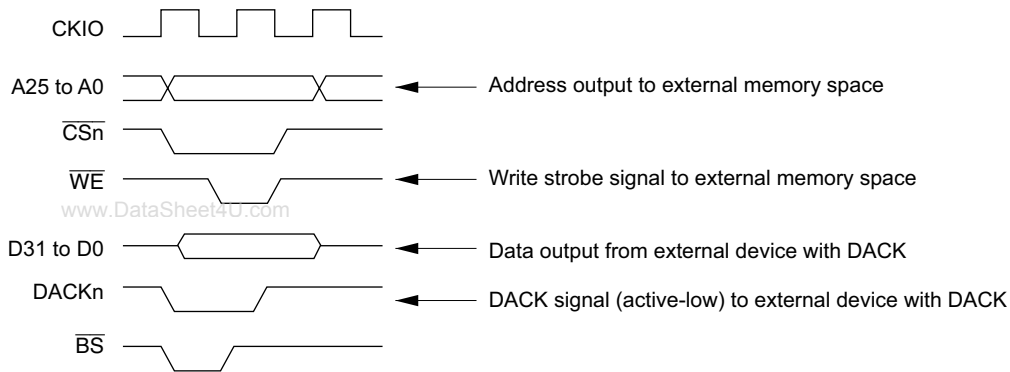 CKIO
A25 to A0 Address output to external memory space
CSn
WE Write strobe signal to external memory space
www.DataSheet4U.com
D31 to D0 Data output from external device with DACK
DACKn DACK signal (active-low) to external device with DACK
BS